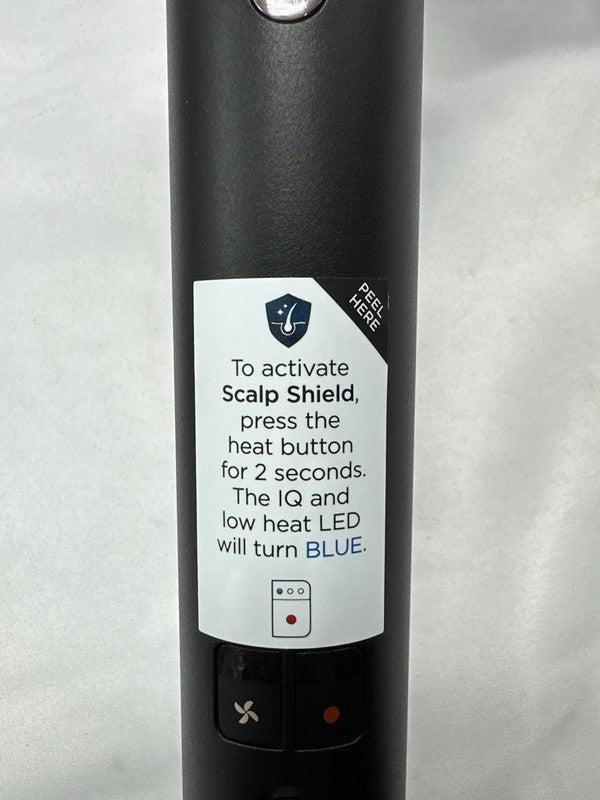 PEEL
HERE
To activate
Scalp Shield,
press the
heat button
for 2 seconds.
The IQ and
low heat LED
will turn BLUE.